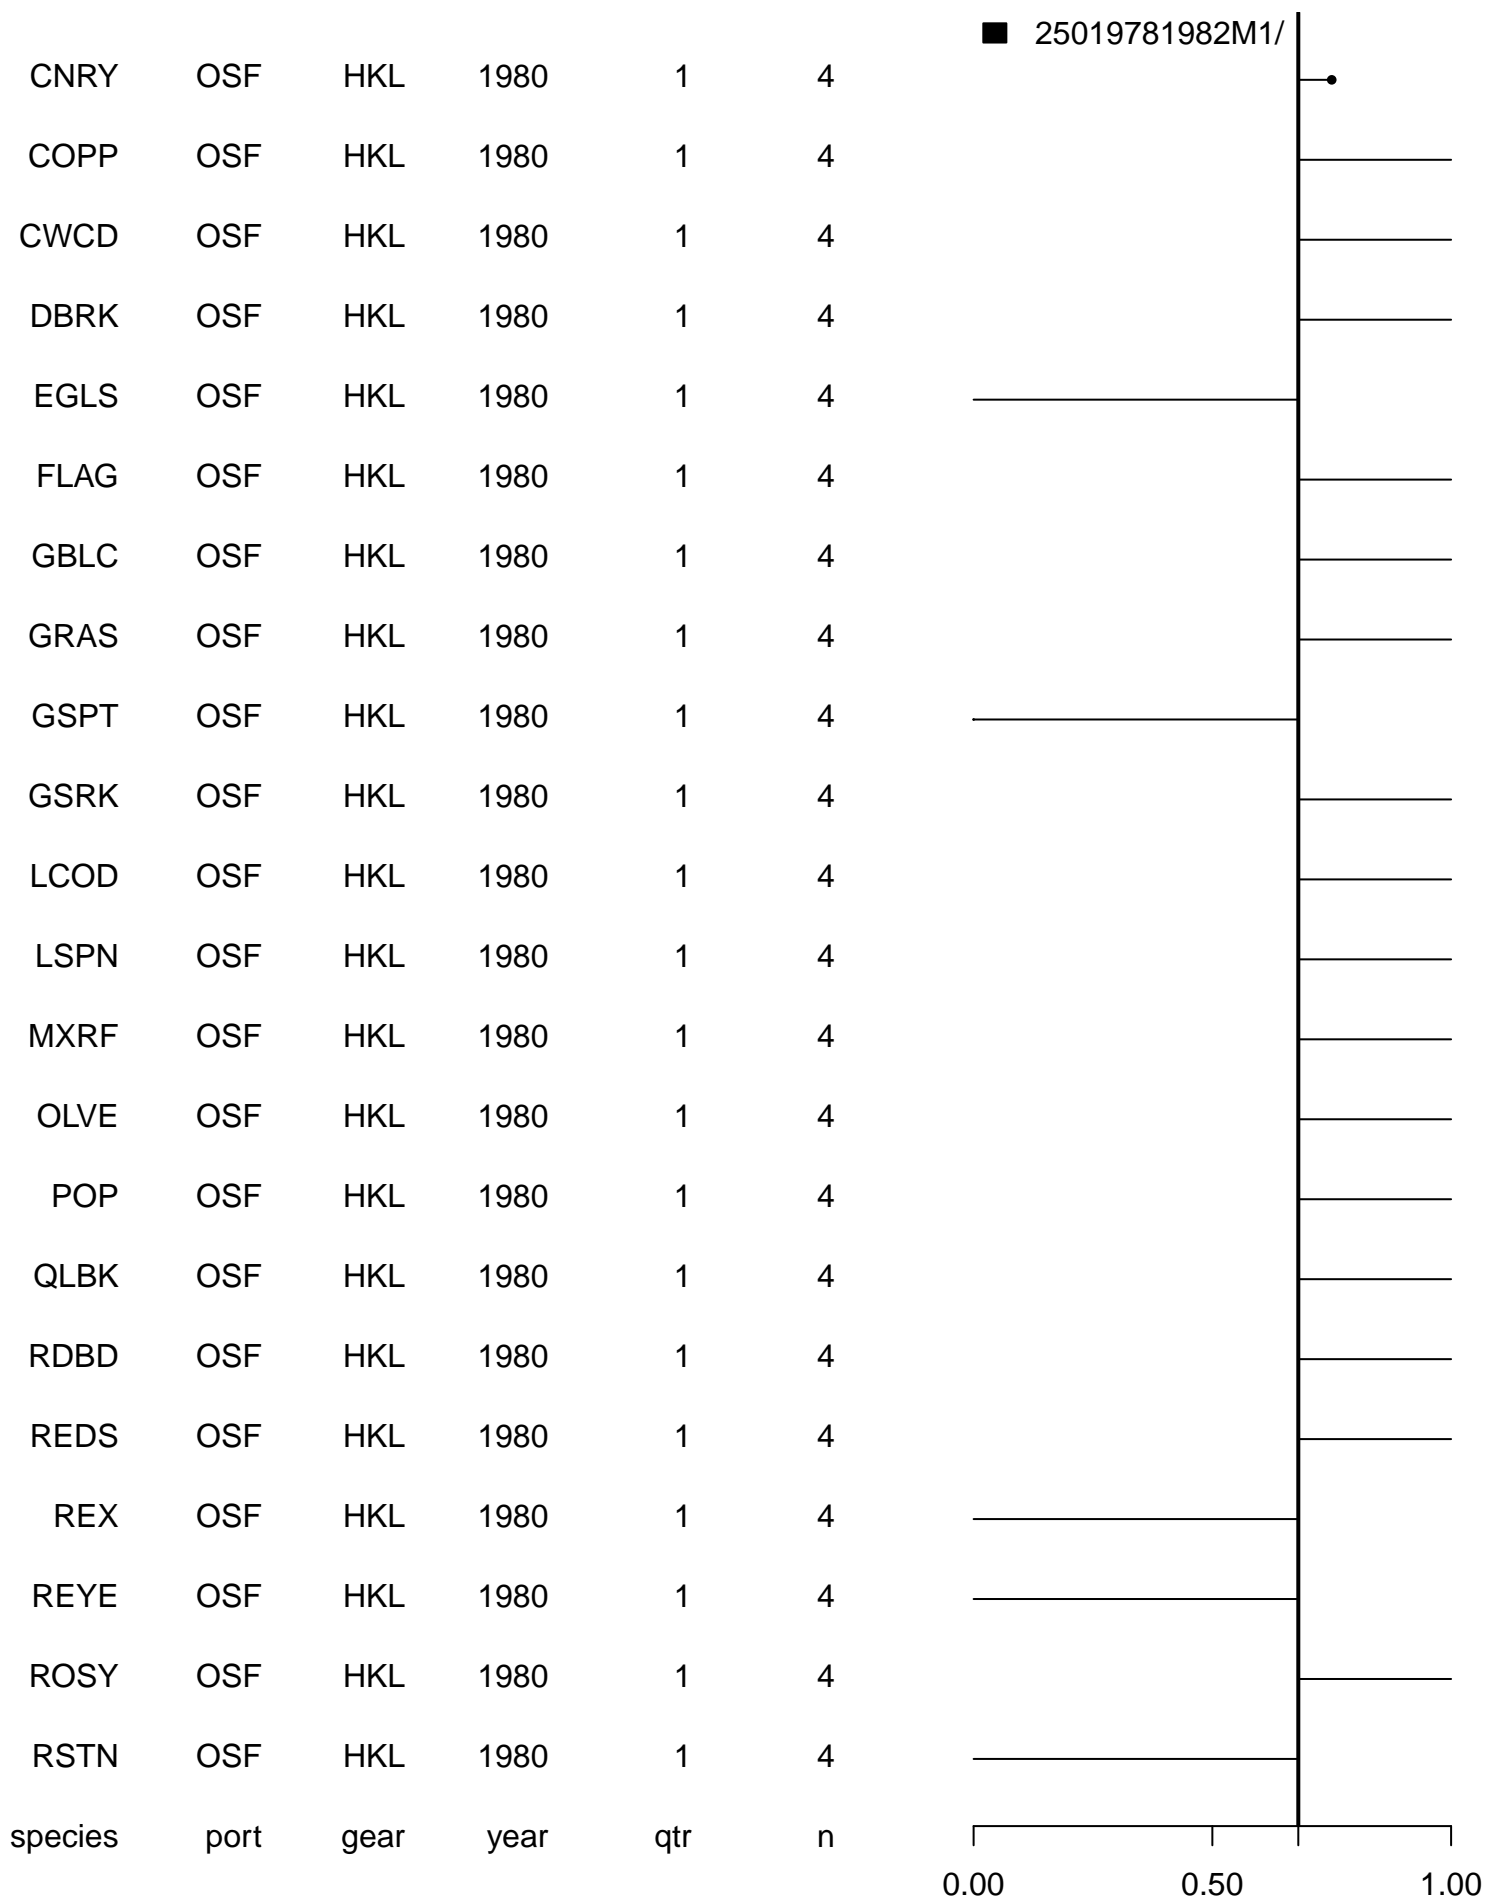 ■ 25019781982M1/
CNRY OSF HKL 1980 1 4
COPP OSF HKL 1980 1 4
CWCD OSF HKL 1980 1 4
DBRK OSF HKL 1980 1 4
EGLS OSF HKL 1980 1 4
FLAG OSF HKL 1980 1 4
GBLC OSF HKL 1980 1 4
GRAS OSF HKL 1980 1 4
GSPT OSF HKL 1980 1 4
GSRK OSF HKL 1980 1 4
LCOD OSF HKL 1980 1 4
LSPN OSF HKL 1980 1 4
MXRF OSF HKL 1980 1 4
OLVE OSF HKL 1980 1 4
POP OSF HKL 1980 1 4
QLBK OSF HKL 1980 1 4
RDBD OSF HKL 1980 1 4
REDS OSF HKL 1980 1 4
REX OSF HKL 1980 1 4
REYE OSF HKL 1980 1 4
ROSY OSF HKL 1980 1 4
RSTN OSF HKL 1980 1 4
species port gear year qtr n
0.00 0.50 1.00